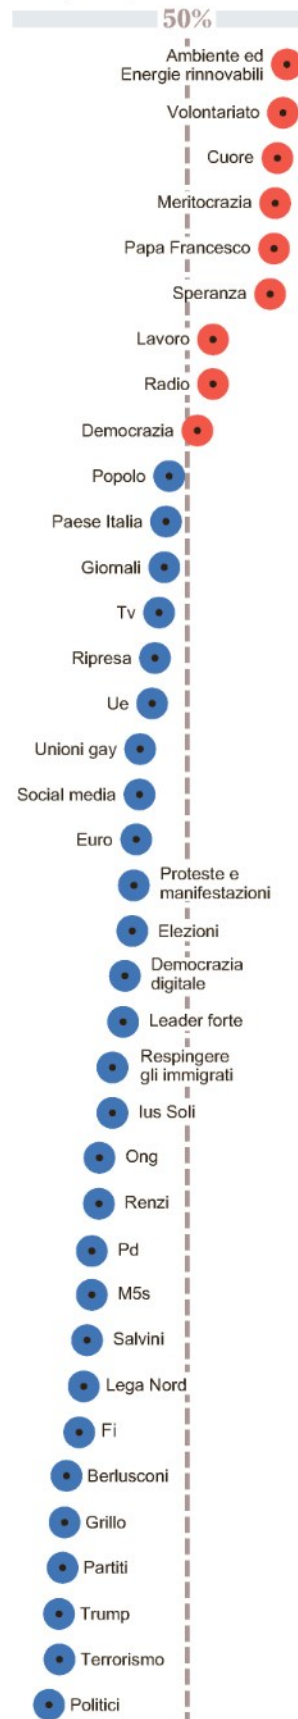 50%
Ambiente ed
Energie rinnovabili
Volontariato
Cuore
Meritocrazia
Papa Francesco
Speranza
Lavoro
Radio
Democrazia
Popolo
Paese Italia
Giornali
Tv
Ripresa
Ue
Unioni gay
Social media
Euro
Proteste e
manifestazioni
Elezioni
Democrazia
digitale
Leader forte
Respingere
gli immigrati
Ius Soli
Ong
Renzi
Pd
M5s
Salvini
Lega Nord
Fi
Berlusconi
Grillo
Partiti
Trump
Terrorismo
Politici